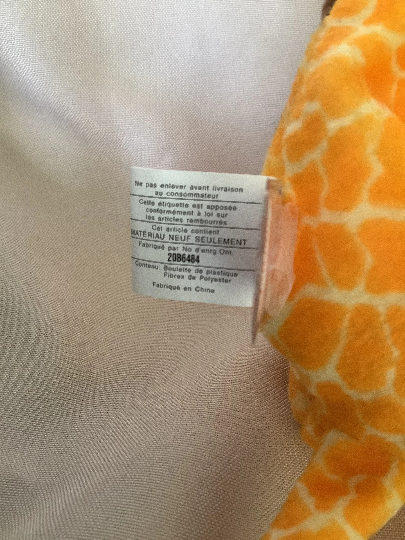 Ne pas enlever avant livraison
au consommateur
Cette étiquette est apposée
conformément à loi sur
les articles rembourrés
Cet article contient
MATÉRIAU NEUF SEULEMENT
Fabriqué par No d'enrg Ont.
20B6484
Contenu: Boulette de plastique
Fibres de Polyester
Fabriqué en Chine